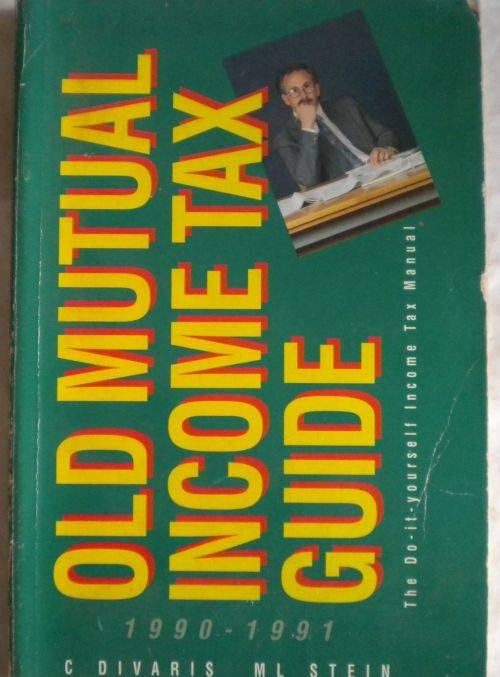 OLD MUTUAL
INCOME TAX
GUIDE
The Do-it-yourself Income Tax Manual
1990-1991
C DIVARIS ML STEIN